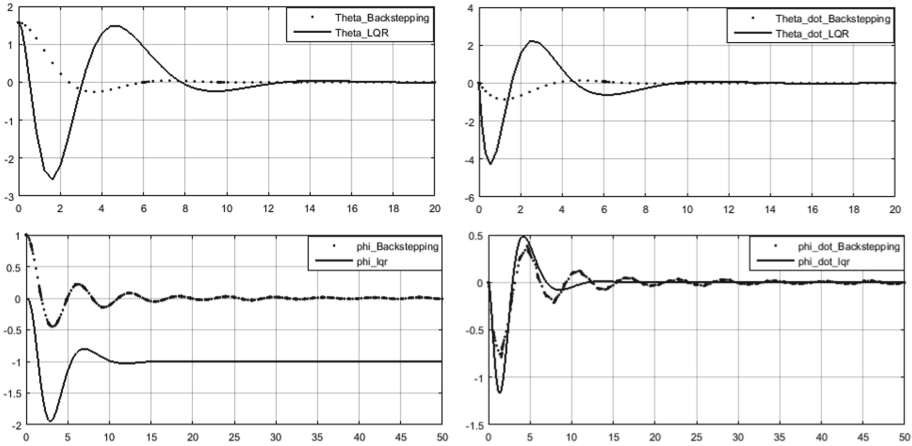 2
1
0
-1
-2
-3
0 2 4 6 8 10 12 14 16 18 20
Theta_Backstepping
Theta_LQR
4
2
0
-2
-4
-6
0 2 4 6 8 10 12 14 16 18 20
Theta_dot_Backstepping
Theta_dot_LQR
1
0.5
0
-0.5
-1
-1.5
-2
0 5 10 15 20 25 30 35 40 45 50
phi_Backstepping
phi_lqr
0.5
0
-0.5
-1
-1.5
0 5 10 15 20 25 30 35 40 45 50
phi_dot_Backstepping
phi_dot_lqr